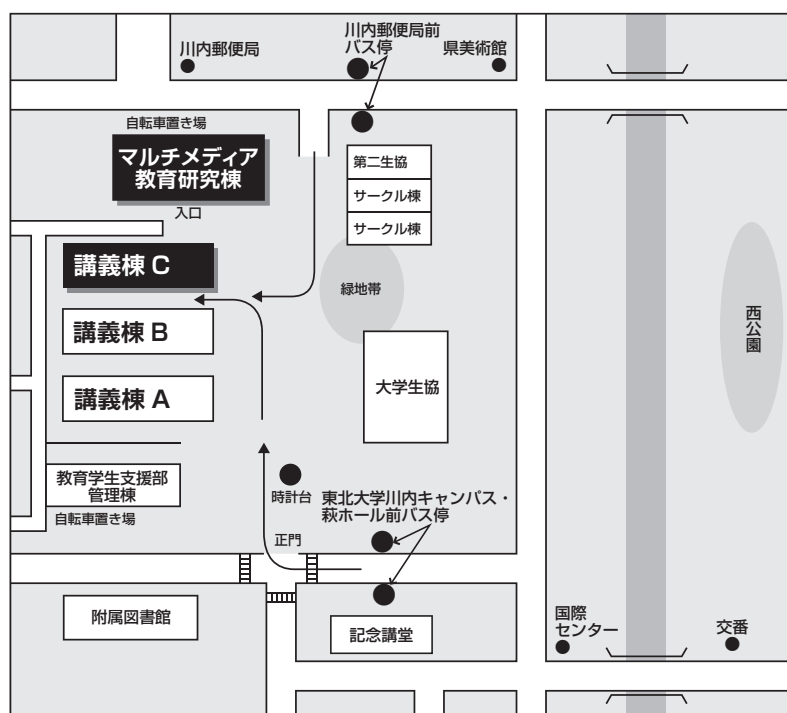 川内郵便局
川内郵便局前
バス停
県美術館
自転車置き場
マルチメディア
教育研究棟
入口
第二生協
サークル棟
サークル棟
講義棟 C
緑地帯
西公園
講義棟 B
大学生協
講義棟 A
教育学生支援部
管理棟
時計台
東北大学川内キャンパス・
萩ホール前バス停
自転車置き場
正門
附属図書館
記念講堂
国際
センター
交番